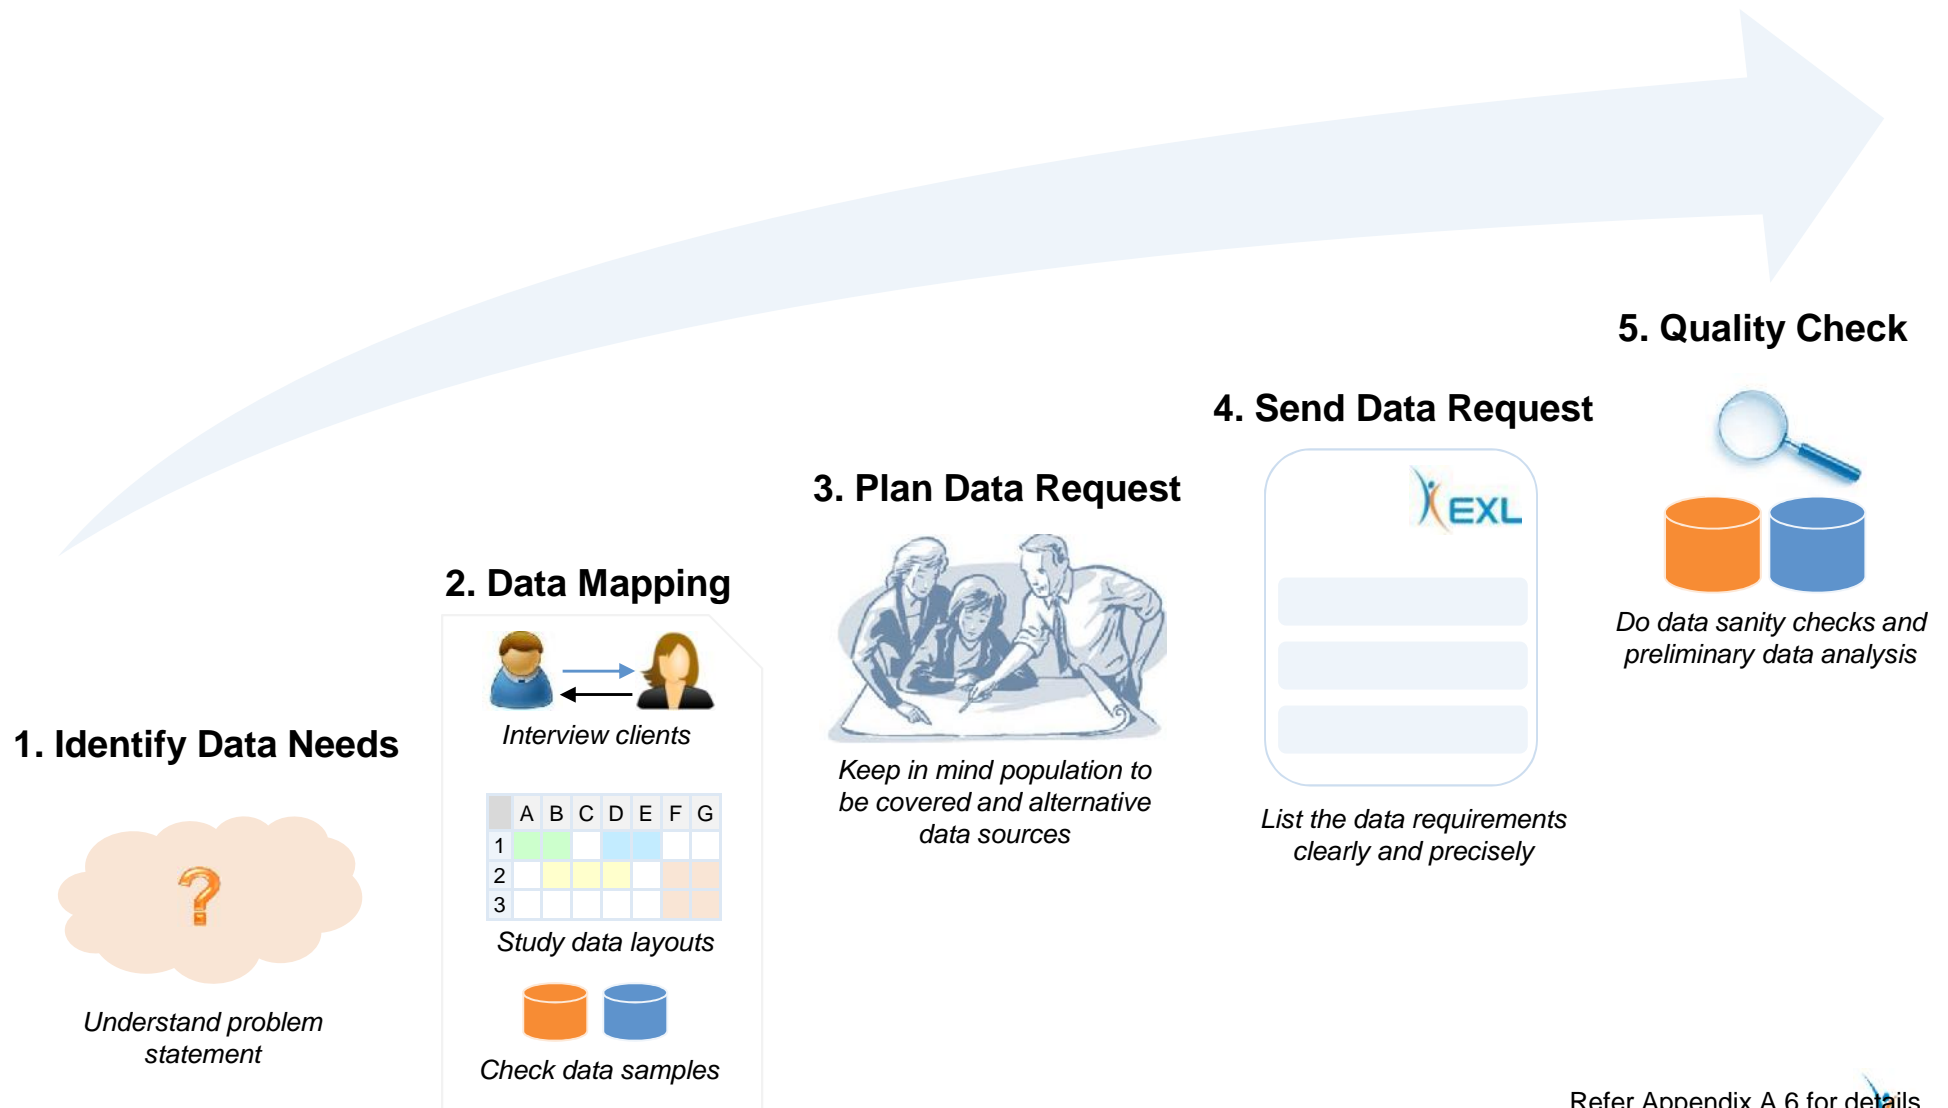 1. Identify Data Needs
?
Understand problem
statement
2. Data Mapping
Interview clients
A B C D E F G
1
2
3
Study data layouts
Check data samples
3. Plan Data Request
Keep in mind population to
be covered and alternative
data sources
4. Send Data Request
EXL
List the data requirements
clearly and precisely
5. Quality Check
Do data sanity checks and
preliminary data analysis
Refer Appendix A.6 for details